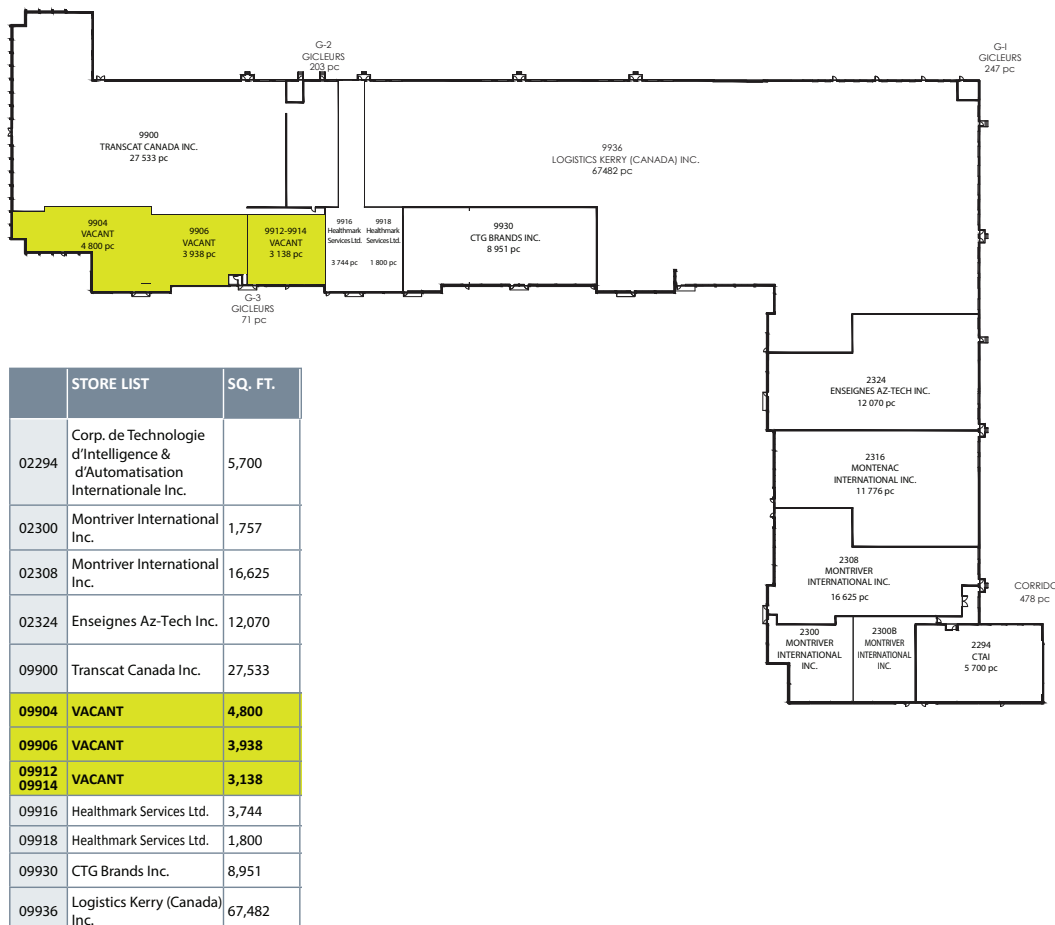 G-2
GICLEURS
203 pc
G-I
GICLEURS
247 pc
9900
TRANSCAT CANADA INC.
27 533 pc
9936
LOGISTICS KERRY (CANADA) INC.
67482 pc
9904
VACANT
4 800 pc
9906
VACANT
3 938 pc
9912-9914
VACANT
3 138 pc
9916
Healthmark
Services Ltd.
3 744 pc
9918
Healthmark
Services Ltd.
1 800 pc
9930
CTG BRANDS INC.
8 951 pc
G-3
GICLEURS
71 pc
2324
ENSEIGNES AZ-TECH INC.
12 070 pc
2316
MONTENAC
INTERNATIONAL INC.
11 776 pc
2308
MONTRIVER
INTERNATIONAL INC.
16 625 pc
CORRIDO
478 pc
2300
MONTRIVER
INTERNATIONAL
INC.
2300B
MONTRIVER
INTERNATIONAL
INC.
2294
CTAI
5 700 pc
STORE LIST SQ. FT.
02294 Corp. de Technologie
d'Intelligence &
d'Automatisation
Internationale Inc. 5,700
02300 Montriver International
Inc. 1,757
02308 Montriver International
Inc. 16,625
02324 Enseignes Az-Tech Inc. 12,070
09900 Transcat Canada Inc. 27,533
09904 VACANT 4,800
09906 VACANT 3,938
09912
09914 VACANT 3,138
09916 Healthmark Services Ltd. 3,744
09918 Healthmark Services Ltd. 1,800
09930 CTG Brands Inc. 8,951
09936 Logistics Kerry (Canada)
Inc. 67,482